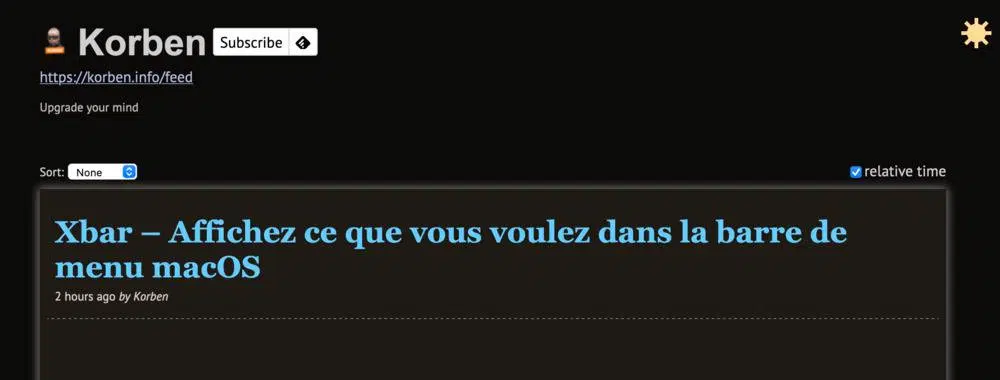 Korben Subscribe
https://korben.info/feed
Upgrade your mind
Sort: None relative time
Xbar – Affichez ce que vous voulez dans la barre de
menu macOS
2 hours ago by Korben